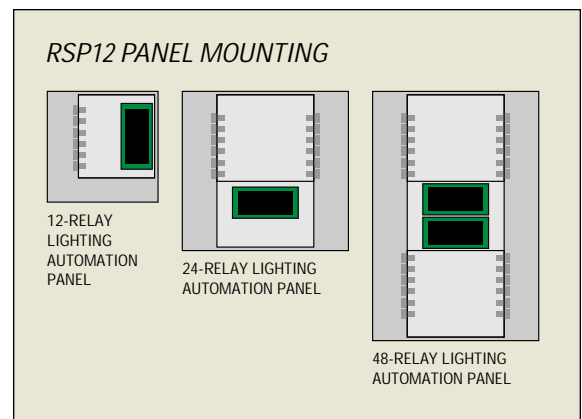 RSP12 PANEL MOUNTING
12-RELAY
LIGHTING
AUTOMATION
PANEL
24-RELAY LIGHTING
AUTOMATION PANEL
48-RELAY LIGHTING
AUTOMATION PANEL